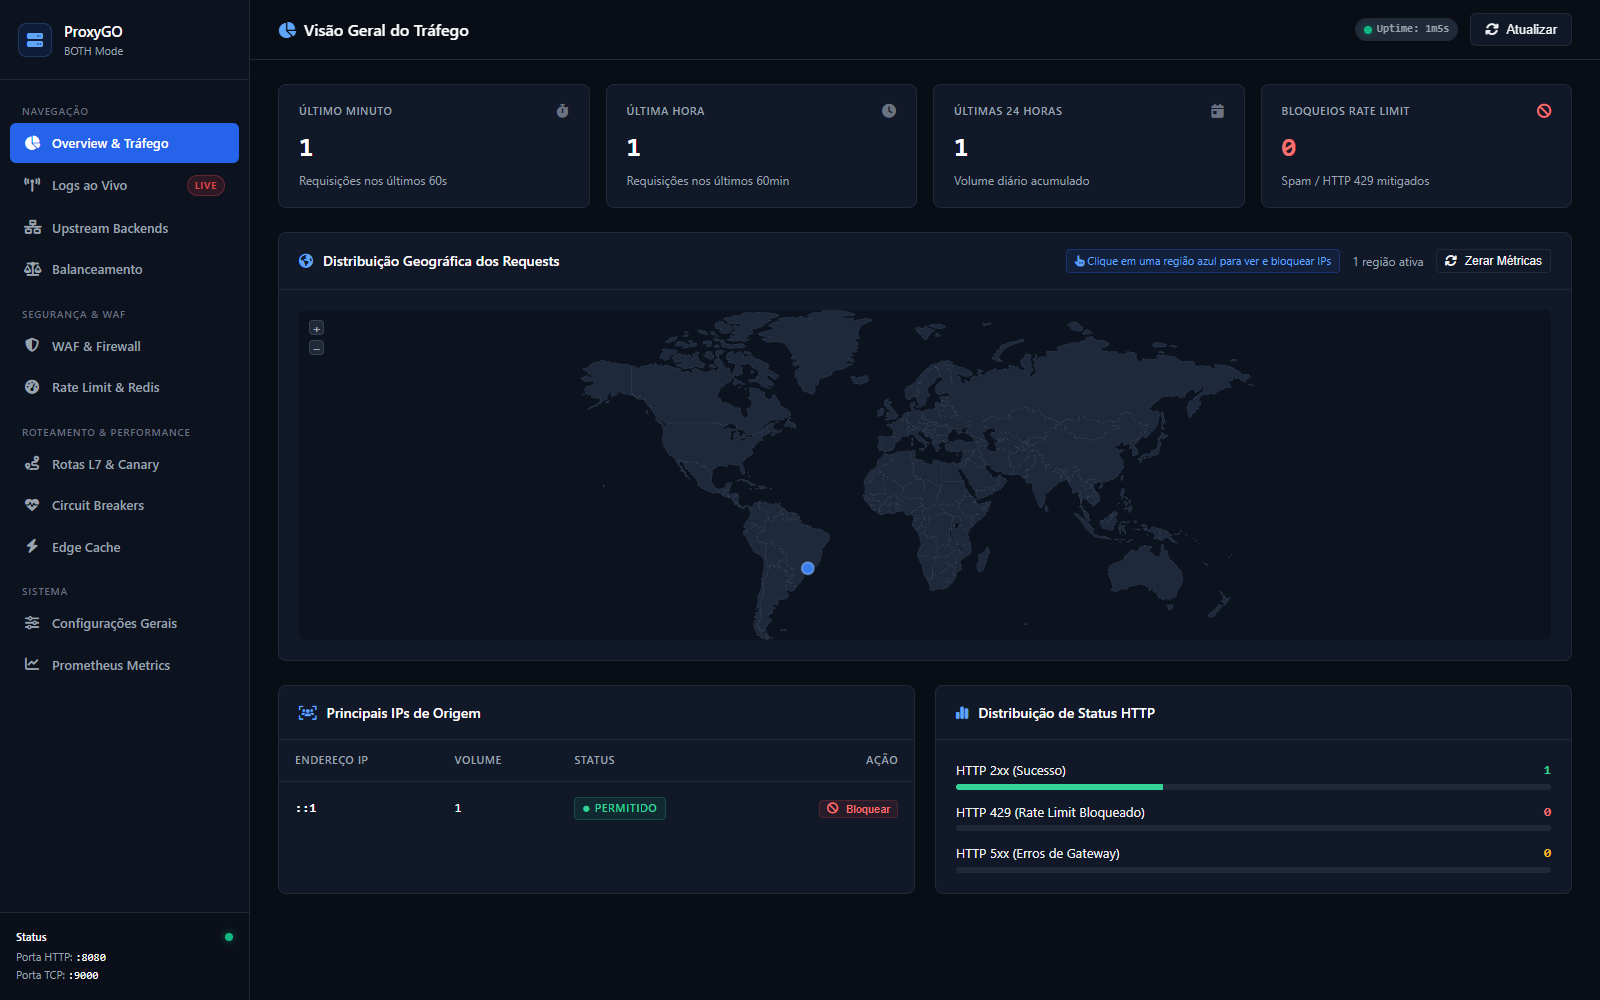 ProxyGO
BOTH Mode
NAVEGAÇÃO
Overview & Tráfego
Logs ao Vivo
LIVE
Upstream Backends
Balanceamento
SEGURANÇA & WAF
WAF & Firewall
Rate Limit & Redis
ROTEAMENTO & PERFORMANCE
Rotas L7 & Canary
Circuit Breakers
Edge Cache
SISTEMA
Configurações Gerais
Prometheus Metrics
Status
Porta HTTP: :8080
Porta TCP: :9000
Visão Geral do Tráfego
Uptime: 1m5s
Atualizar
ÚLTIMO MINUTO
1
Requisições nos últimos 60s
ÚLTIMA HORA
1
Requisições nos últimos 60min
ÚLTIMAS 24 HORAS
1
Volume diário acumulado
BLOQUEIOS RATE LIMIT
0
Spam / HTTP 429 mitigados
Distribuição Geográfica dos Requests
Clique em uma região azul para ver e bloquear IPs
1 região ativa
Zerar Métricas
+
−
Principais IPs de Origem
ENDEREÇO IP VOLUME STATUS AÇÃO
::1 1 PERMITIDO Bloquear
Distribuição de Status HTTP
HTTP 2xx (Sucesso) 1
HTTP 429 (Rate Limit Bloqueado) 0
HTTP 5xx (Erros de Gateway) 0